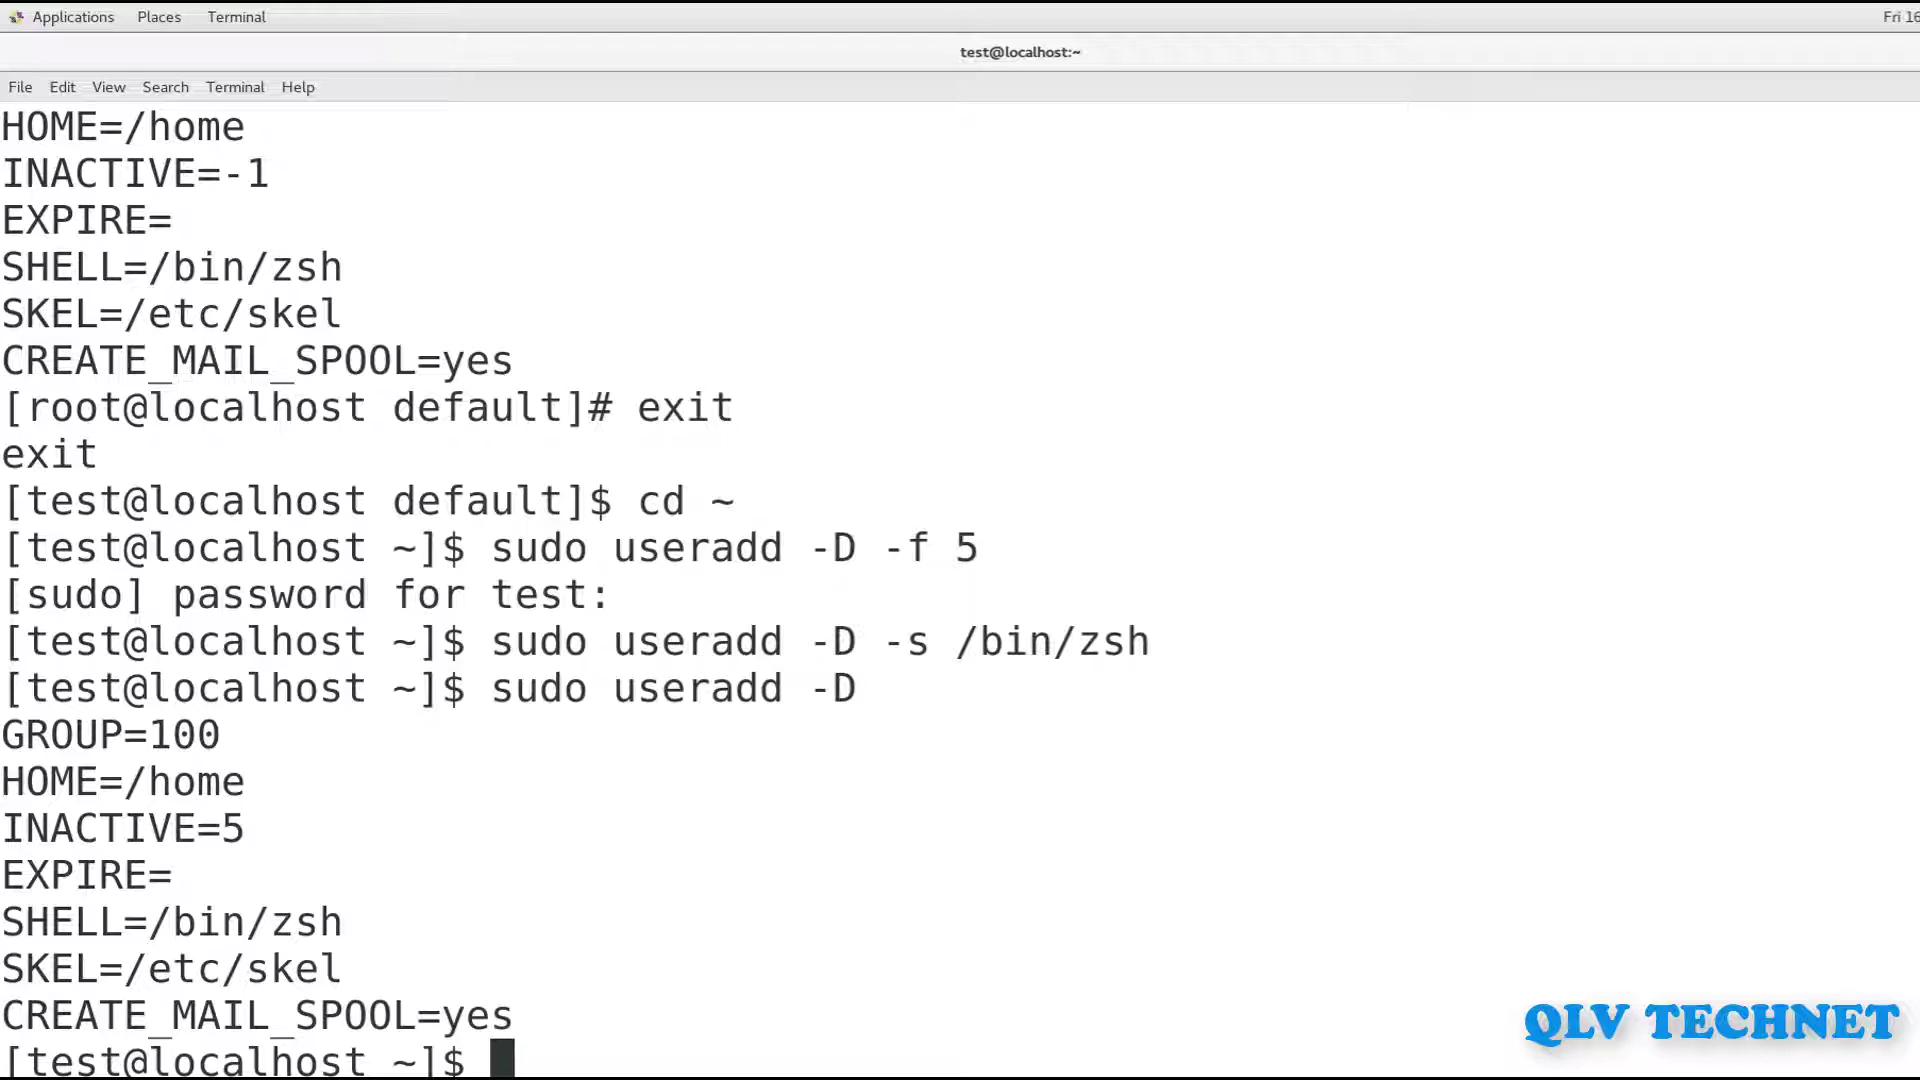 Applications Places Terminal Fri 16
test@localhost:~
File Edit View Search Terminal Help
HOME=/home
INACTIVE=-1
EXPIRE=
SHELL=/bin/zsh
SKEL=/etc/skel
CREATE_MAIL_SPOOL=yes
[root@localhost default]# exit
exit
[test@localhost default]$ cd ~
[test@localhost ~]$ sudo useradd -D -f 5
[sudo] password for test:
[test@localhost ~]$ sudo useradd -D -s /bin/zsh
[test@localhost ~]$ sudo useradd -D
GROUP=100
HOME=/home
INACTIVE=5
EXPIRE=
SHELL=/bin/zsh
SKEL=/etc/skel
CREATE_MAIL_SPOOL=yes
[test@localhost ~]$
QLV TECHNET